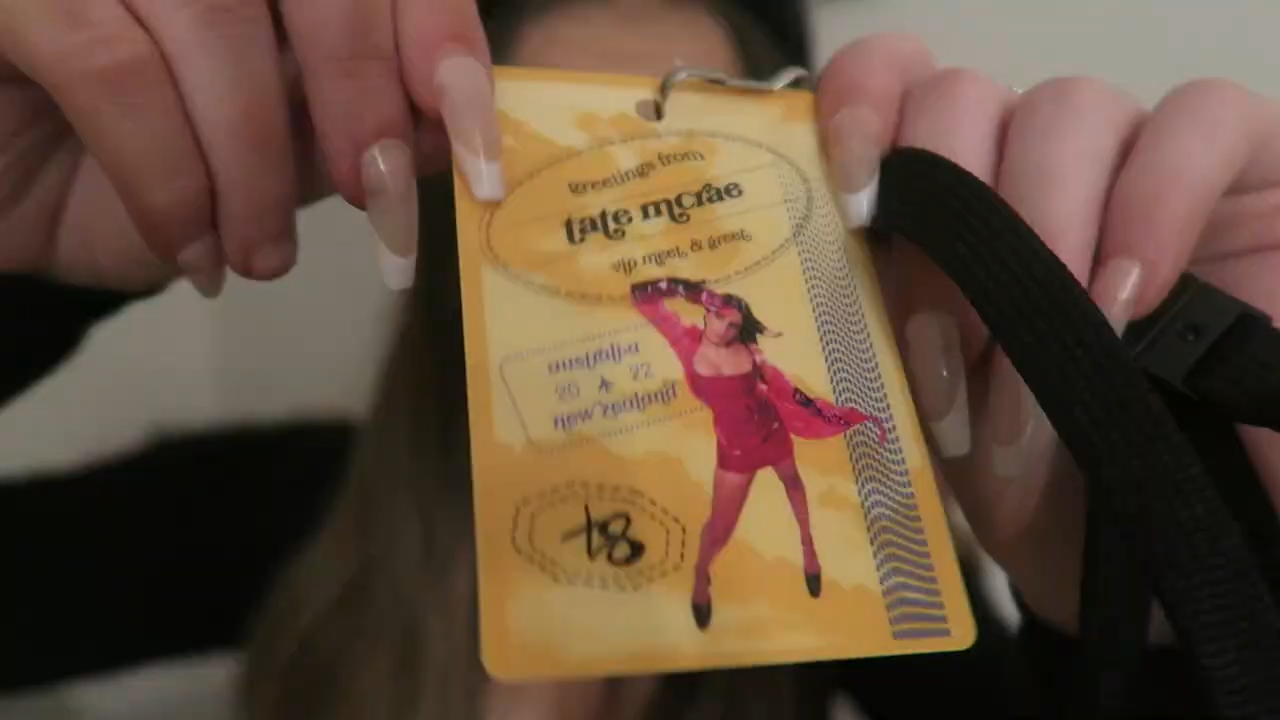 greetings from
tate mcrae
vip meet & greet
australia
20 22
new zealand